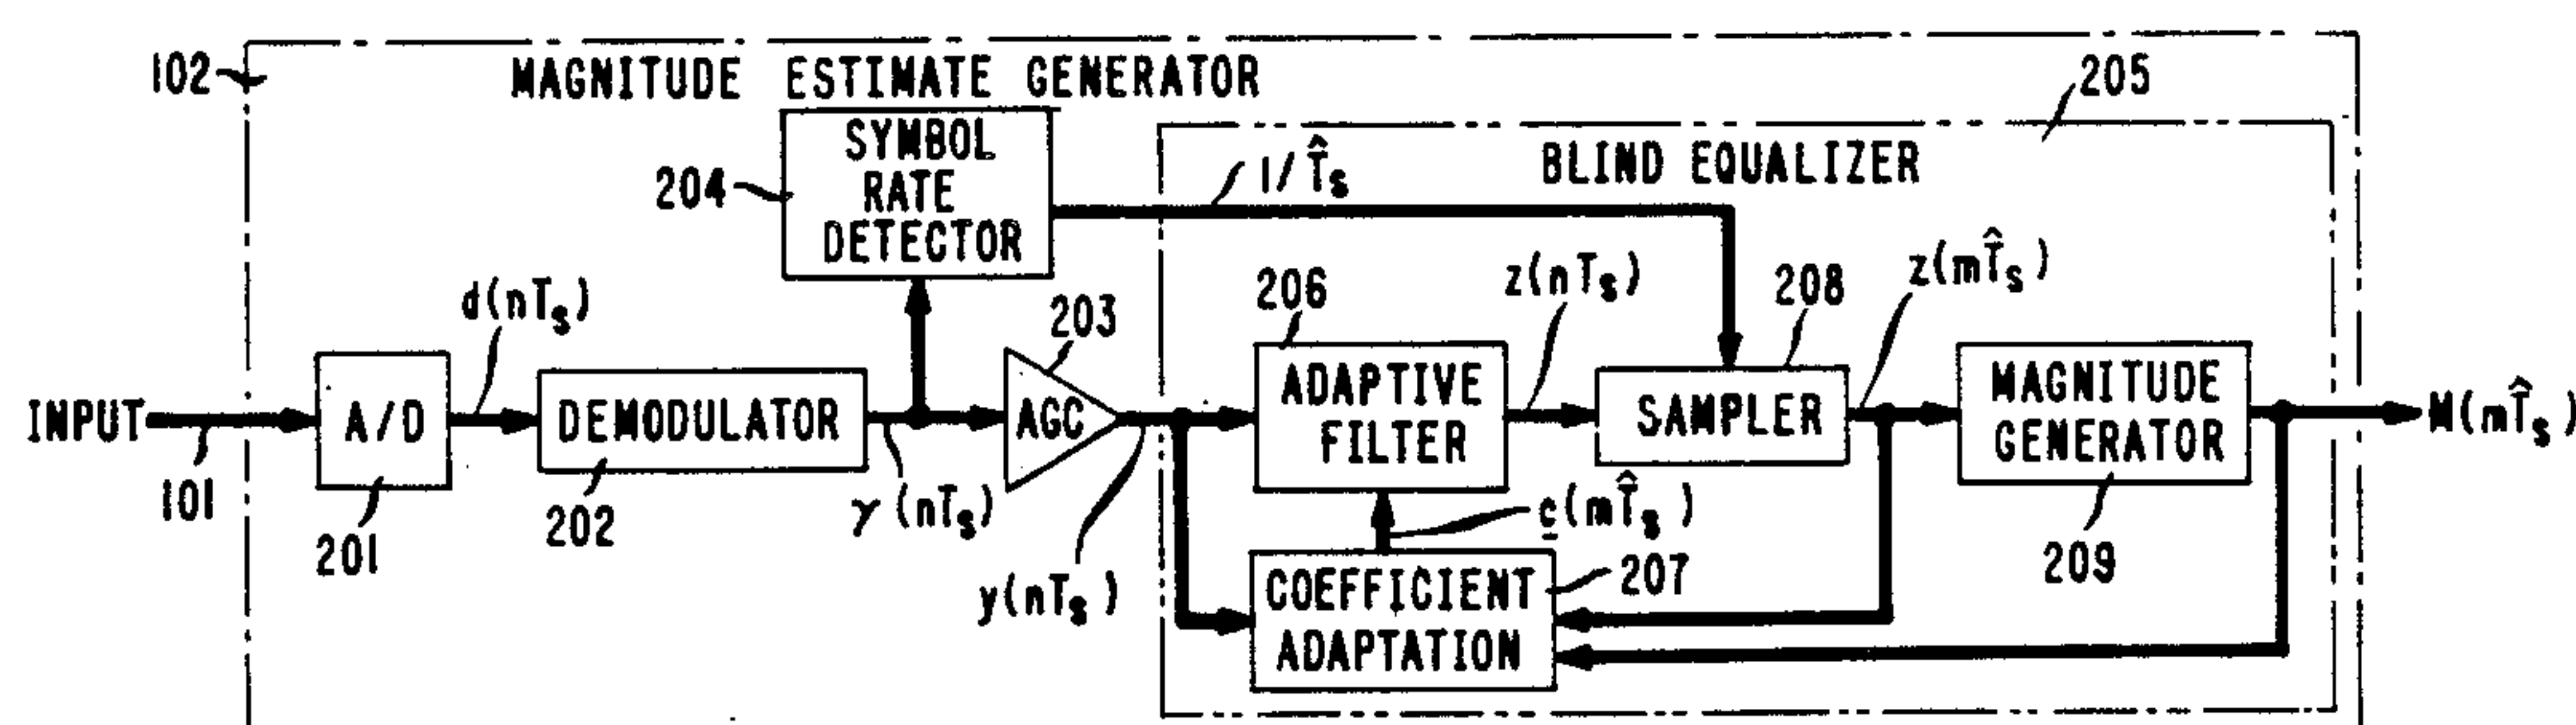 102
MAGNITUDE ESTIMATE GENERATOR
205
SYMBOL
RATE
DETECTOR
204
1/T̂s
BLIND EQUALIZER
d(nTs)
203
206
z(nTs)
208
z(mT̂s)
INPUT
101
A/D
201
DEMODULATOR
202
γ(nTs)
AGC
y(nTs)
ADAPTIVE
FILTER
SAMPLER
MAGNITUDE
GENERATOR
209
M(mT̂s)
c(mT̂s)
COEFFICIENT
ADAPTATION
207